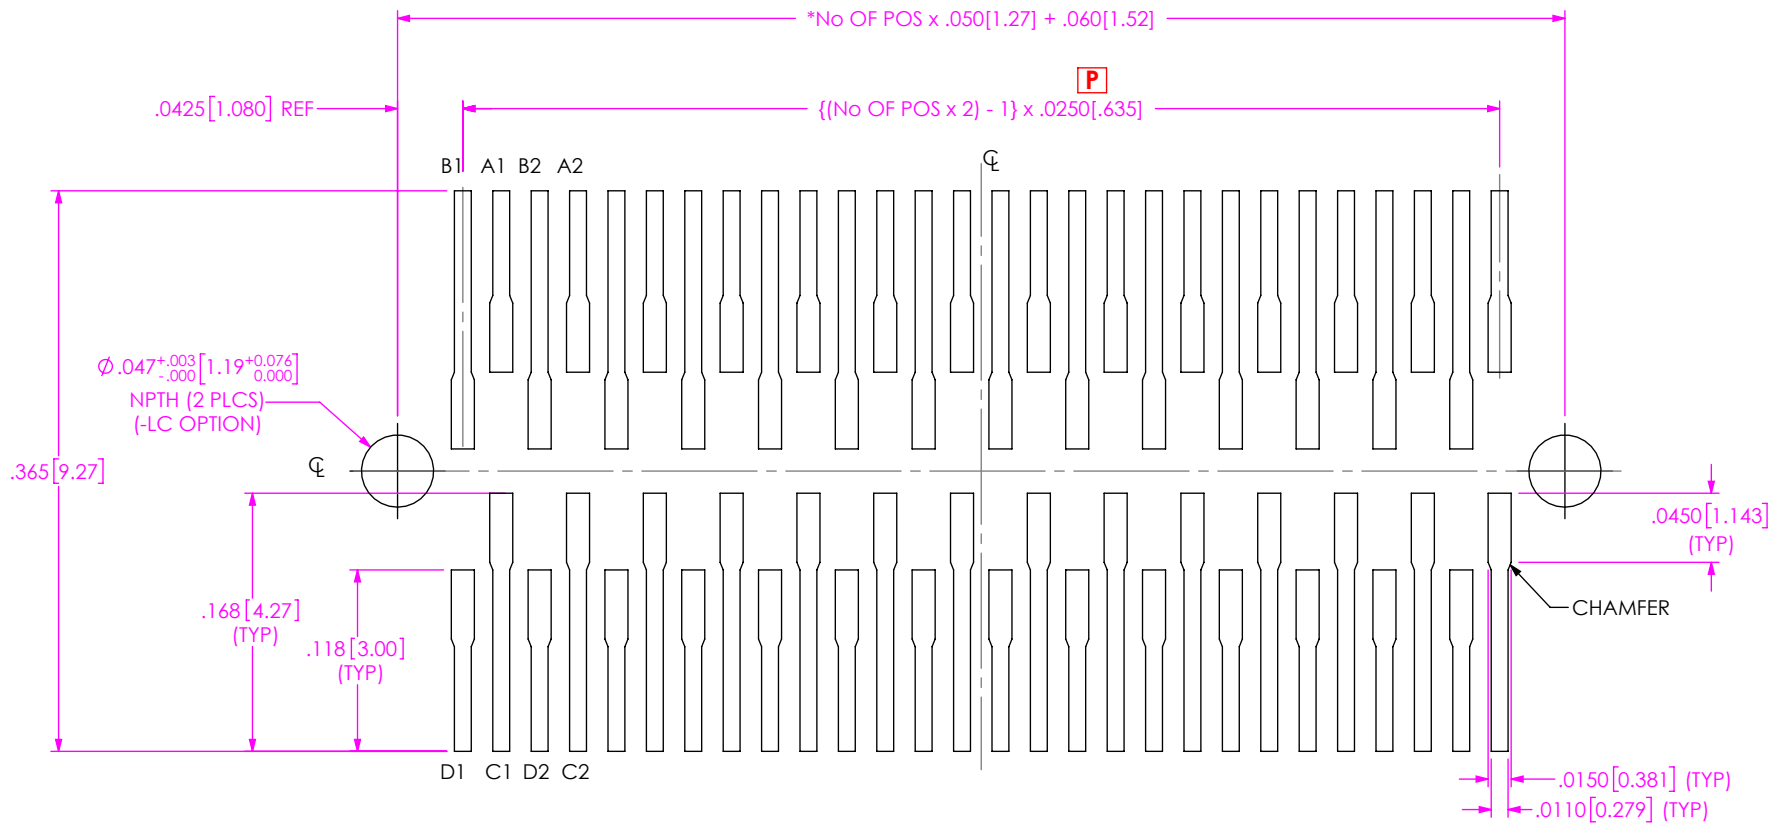 *No OF POS x .050[1.27] + .060[1.52]
P
.0425[1.080] REF
{(No OF POS x 2) - 1} x .0250[.635]
B1 A1 B2 A2
℄
Ø.047+.003-.000[1.19+0.0760.000]
NPTH (2 PLCS)
(-LC OPTION)
℄
.365[9.27]
.0450[1.143]
(TYP)
.168[4.27]
(TYP)
.118[3.00]
(TYP)
CHAMFER
D1 C1 D2 C2
.0150[0.381] (TYP)
.0110[0.279] (TYP)